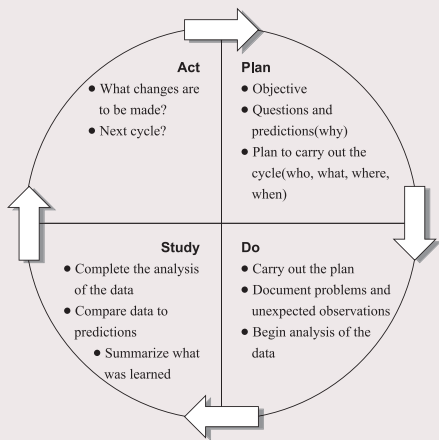 Act
• What changes are
to be made?
• Next cycle?
Plan
• Objective
• Questions and
predictions(why)
• Plan to carry out the
cycle(who, what, where,
when)
Study
• Complete the analysis
of the data
• Compare data to
predictions
• Summarize what
was learned
Do
• Carry out the plan
• Document problems and
unexpected observations
• Begin analysis of the
data